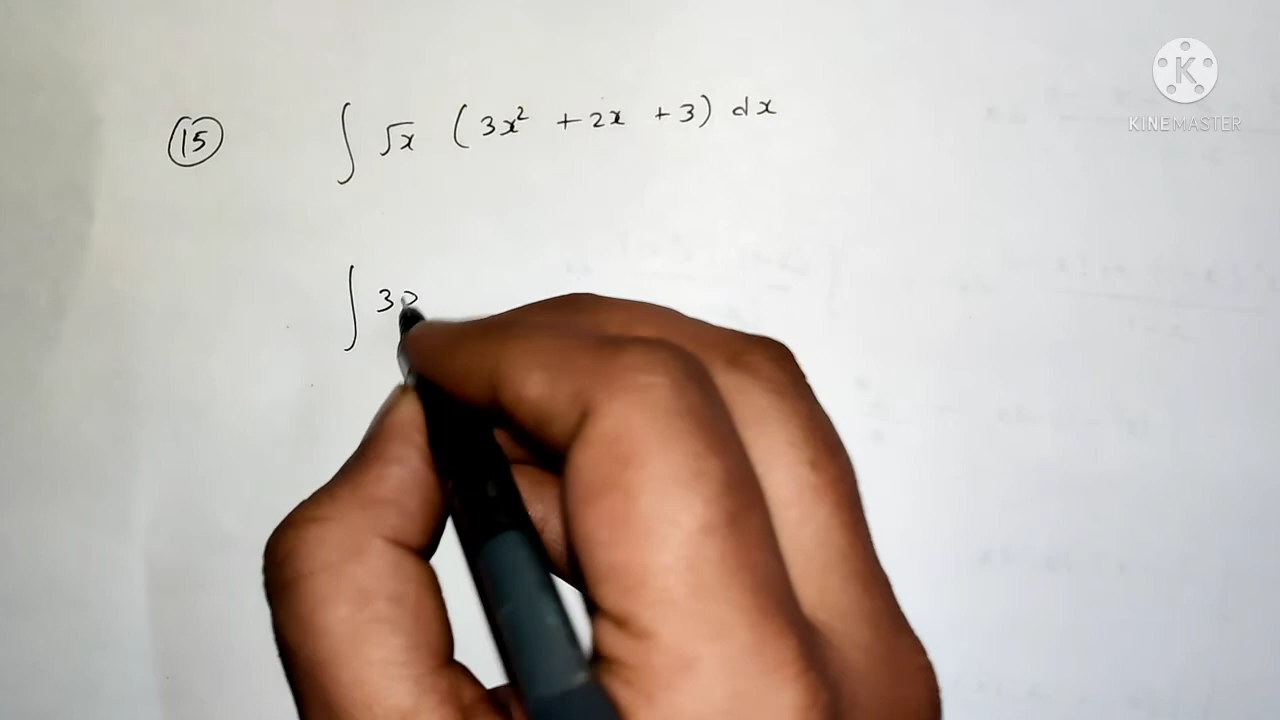 KINEMASTER
(15) ∫ √x (3x² + 2x + 3) dx
∫ 3